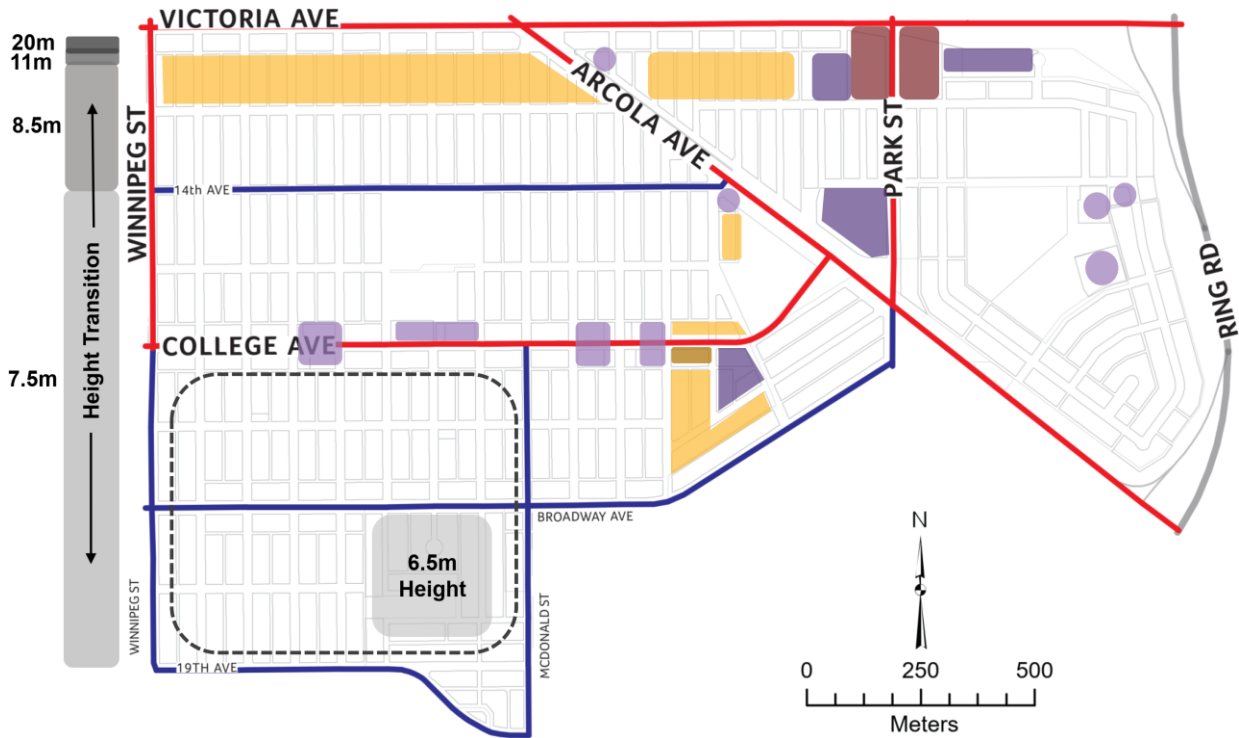 VICTORIA AVE
20m
11m
8.5m
ARCOLA AVE
WINNIPEG ST
PARK ST
14th AVE
Height Transition
RING RD
COLLEGE AVE
7.5m
BROADWAY AVE
N
6.5m
Height
WINNIPEG ST
MCDONALD ST
19TH AVE
0 250 500
Meters